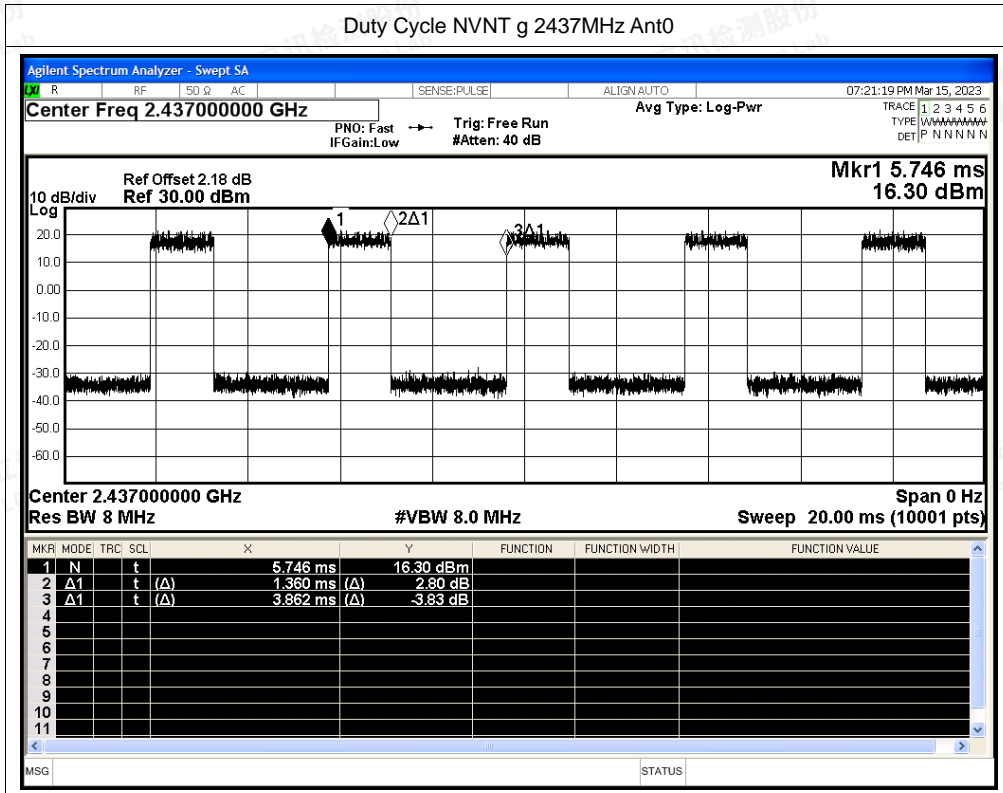 Duty Cycle NVNT g 2437MHz Ant0
Agilent Spectrum Analyzer - Swept SA
LXI R RF 50 Ω AC SENSE:PULSE ALIGN AUTO 07:21:19 PM Mar 15, 2023
Center Freq 2.437000000 GHz Avg Type: Log-Pwr TRACE 1 2 3 4 5 6
PNO: Fast Trig: Free Run TYPE WWWWWW
IFGain:Low #Atten: 40 dB DET P N N N N N
Mkr1 5.746 ms
Ref Offset 2.18 dB
10 dB/div Ref 30.00 dBm 16.30 dBm
Log
1 2Δ1 3Δ1
20.0
10.0
0.00
-10.0
-20.0
-30.0
-40.0
-50.0
-60.0
Center 2.437000000 GHz Span 0 Hz
Res BW 8 MHz #VBW 8.0 MHz Sweep 20.00 ms (10001 pts)
MKR MODE TRC SCL X Y FUNCTION FUNCTION WIDTH FUNCTION VALUE
1 N t 5.746 ms 16.30 dBm
2 Δ1 t (Δ) 1.360 ms (Δ) 2.80 dB
3 Δ1 t (Δ) 3.862 ms (Δ) -3.83 dB
4
5
6
7
8
9
10
11
MSG STATUS